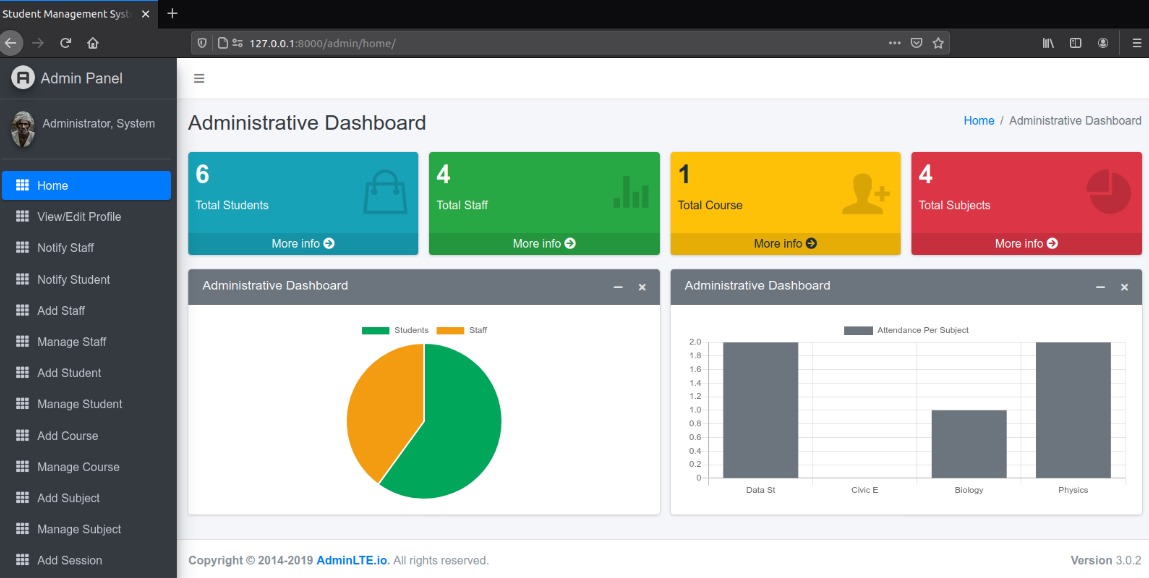 Student Management Syst
127.0.0.1:8000/admin/home/
Admin Panel
Administrator, System
Home
View/Edit Profile
Notify Staff
Notify Student
Add Staff
Manage Staff
Add Student
Manage Student
Add Course
Manage Course
Add Subject
Manage Subject
Add Session
Administrative Dashboard
Home / Administrative Dashboard
6
Total Students
More info
4
Total Staff
More info
1
Total Course
More info
4
Total Subjects
More info
Administrative Dashboard
Students Staff
Administrative Dashboard
Attendance Per Subject
2.0
1.8
1.6
1.4
1.2
1.0
0.8
0.6
0.4
0.2
0
Data St Civic E Biology Physics
Copyright © 2014-2019 AdminLTE.io. All rights reserved.
Version 3.0.2